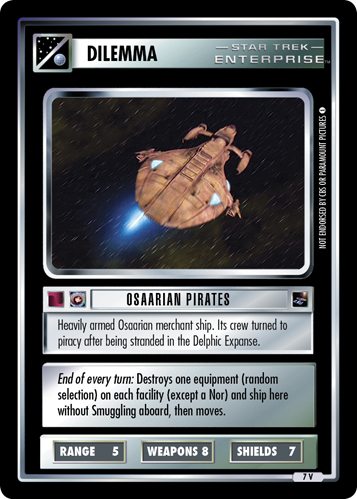 DILEMMA
STAR TREK
ENTERPRISE™
NOT ENDORSED BY CBS OR PARAMOUNT PICTURES
OSAARIAN PIRATES
Heavily armed Osaarian merchant ship. Its crew turned to
piracy after being stranded in the Delphic Expanse.
End of every turn: Destroys one equipment (random
selection) on each facility (except a Nor) and ship here
without Smuggling aboard, then moves.
RANGE 5 WEAPONS 8 SHIELDS 7
7 V